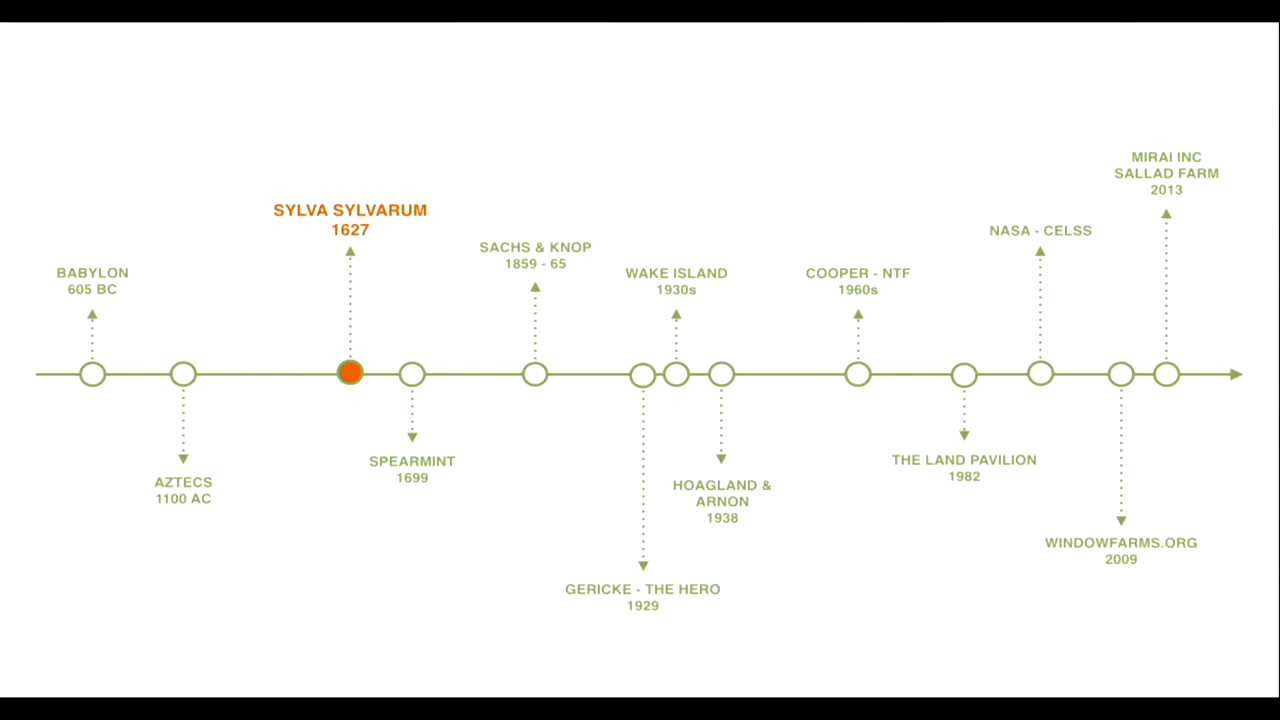 BABYLON
605 BC
AZTECS
1100 AC
SYLVA SYLVARUM
1627
SPEARMINT
1699
SACHS & KNOP
1859 - 65
GERICKE - THE HERO
1929
WAKE ISLAND
1930s
HOAGLAND &
ARNON
1938
COOPER - NTF
1960s
THE LAND PAVILION
1982
NASA - CELSS
WINDOWFARMS.ORG
2009
MIRAI INC
SALLAD FARM
2013